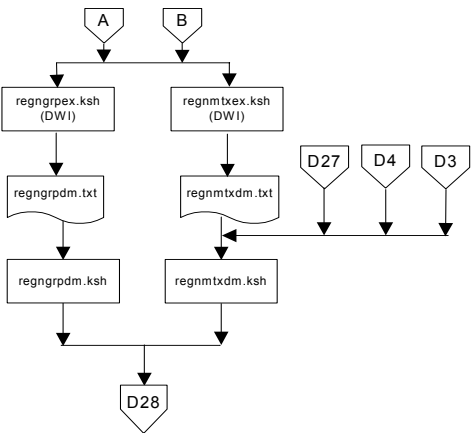 A
B
regngrpex.ksh
(DWI)
regnmtxex.ksh
(DWI)
D27
D4
D3
regngrpdm.txt
regnmtxdm.txt
regngrpdm.ksh
regnmtxdm.ksh
D28